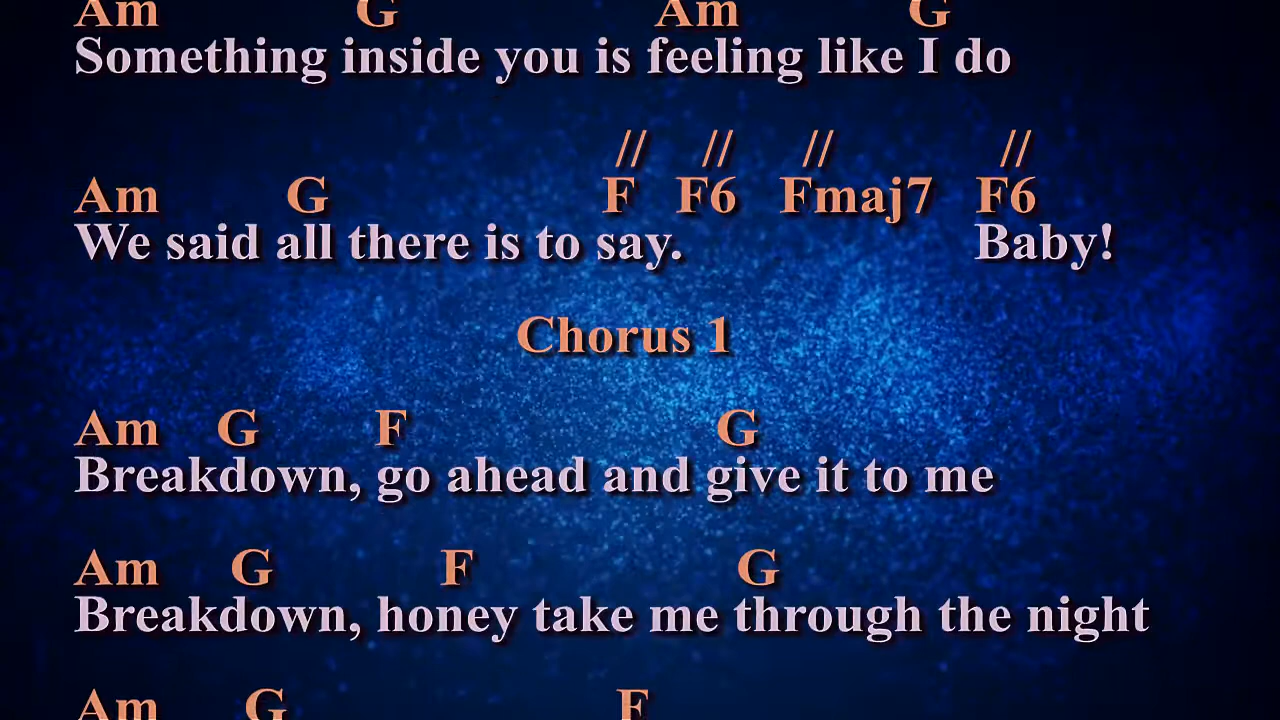 Am G Am G
Something inside you is feeling like I do
// // // //
Am G F F6 Fmaj7 F6
We said all there is to say. Baby!
Chorus 1
Am G F G
Breakdown, go ahead and give it to me
Am G F G
Breakdown, honey take me through the night
Am G F